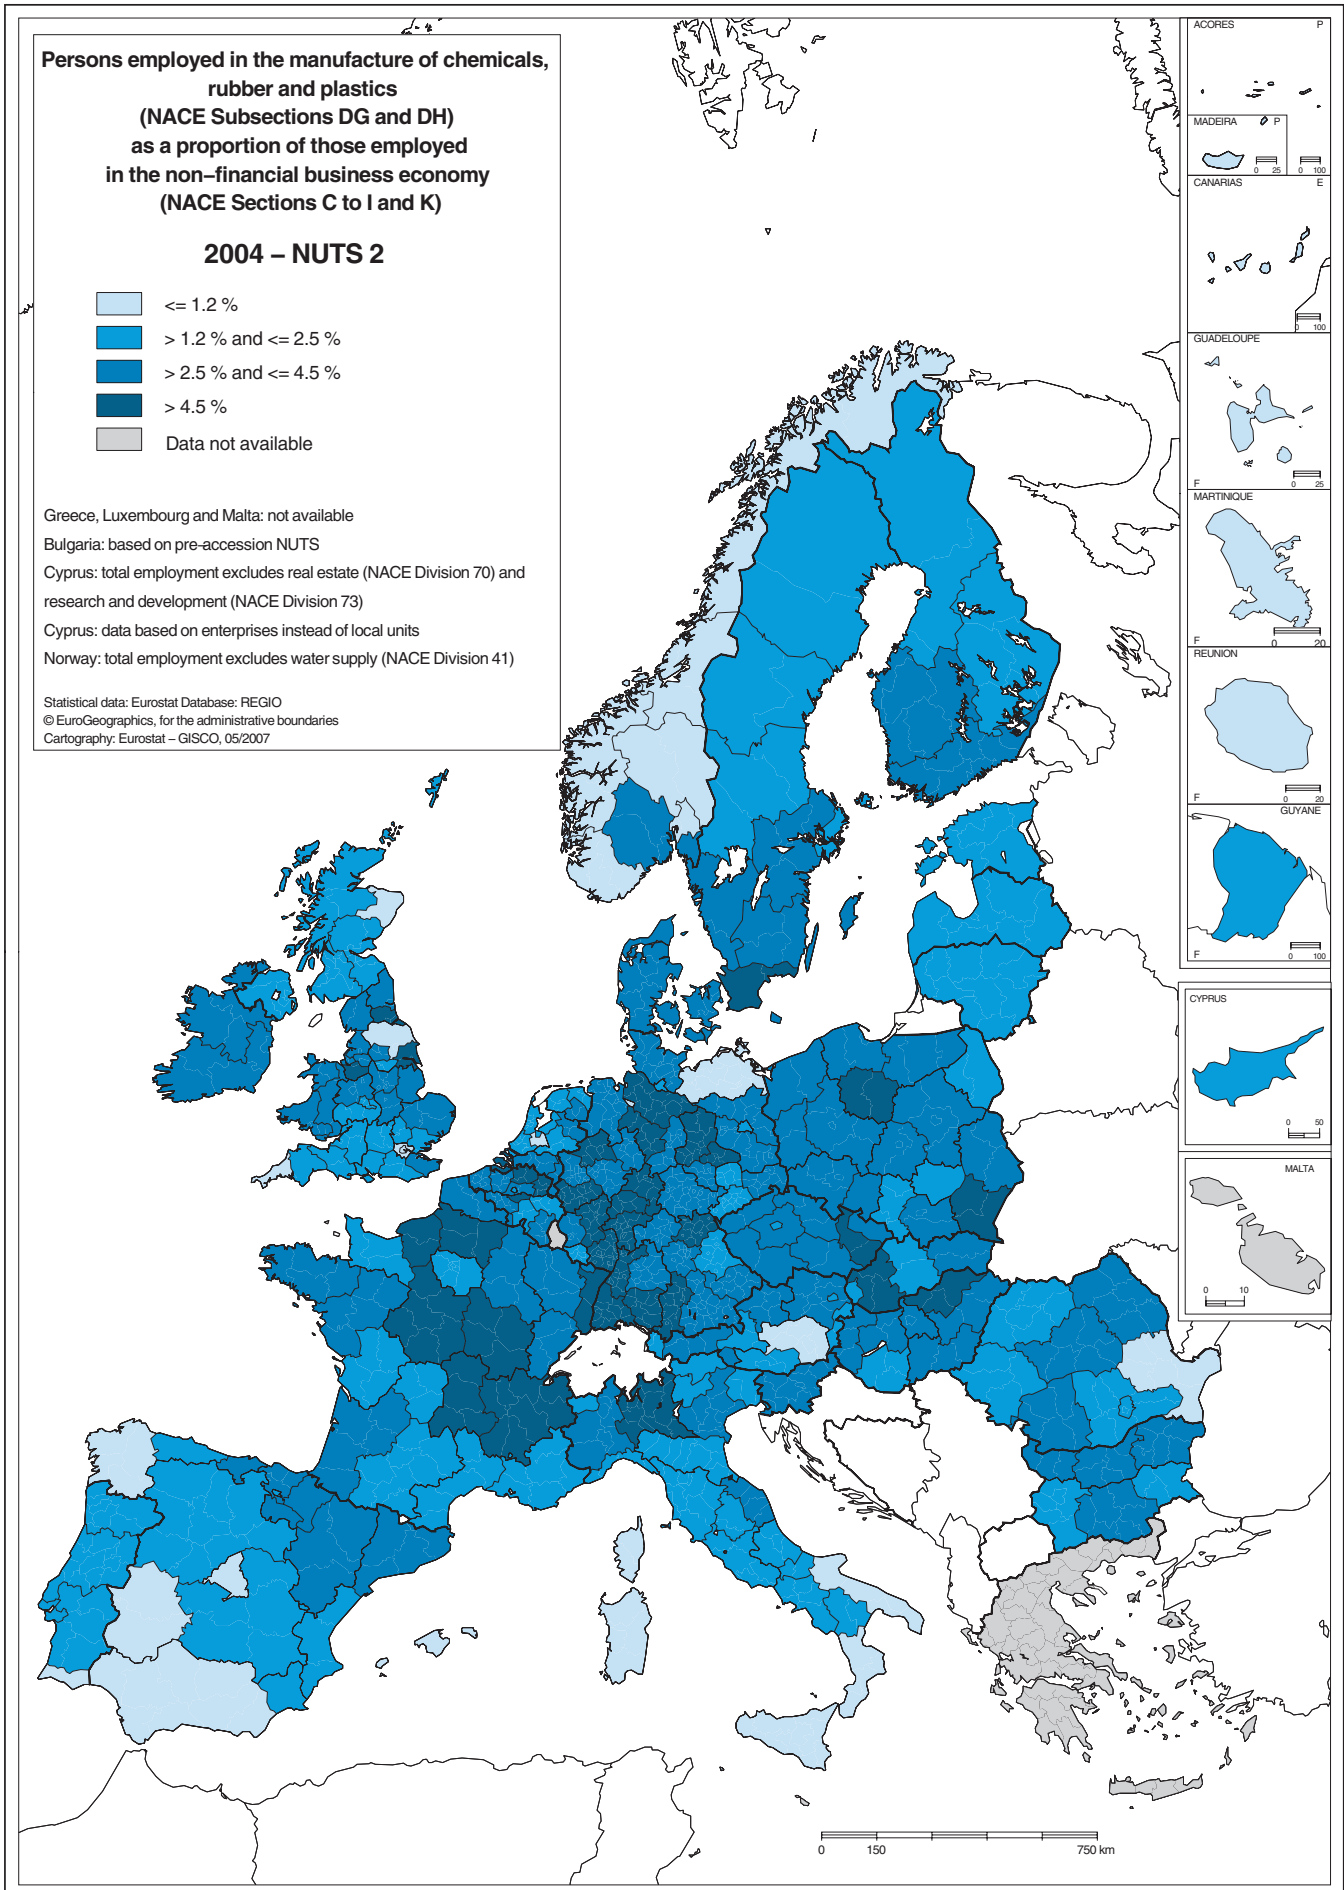 Persons employed in the manufacture of chemicals,
rubber and plastics
(NACE Subsections DG and DH)
as a proportion of those employed
in the non−financial business economy
(NACE Sections C to I and K)
2004 − NUTS 2
<= 1.2 %
> 1.2 % and <= 2.5 %
> 2.5 % and <= 4.5 %
> 4.5 %
Data not available
Greece, Luxembourg and Malta: not available
Bulgaria: based on pre-accession NUTS
Cyprus: total employment excludes real estate (NACE Division 70) and
research and development (NACE Division 73)
Cyprus: data based on enterprises instead of local units
Norway: total employment excludes water supply (NACE Division 41)
Statistical data: Eurostat Database: REGIO
© EuroGeographics, for the administrative boundaries
Cartography: Eurostat − GISCO, 05/2007
ACORES P
MADEIRA P
0 25 0 100
CANARIAS E
0 100
GUADELOUPE
F 0 25
MARTINIQUE
F 0 20
REUNION
F 0 20
GUYANE
F 0 100
CYPRUS
0 50
MALTA
0 10
0 150 750 km